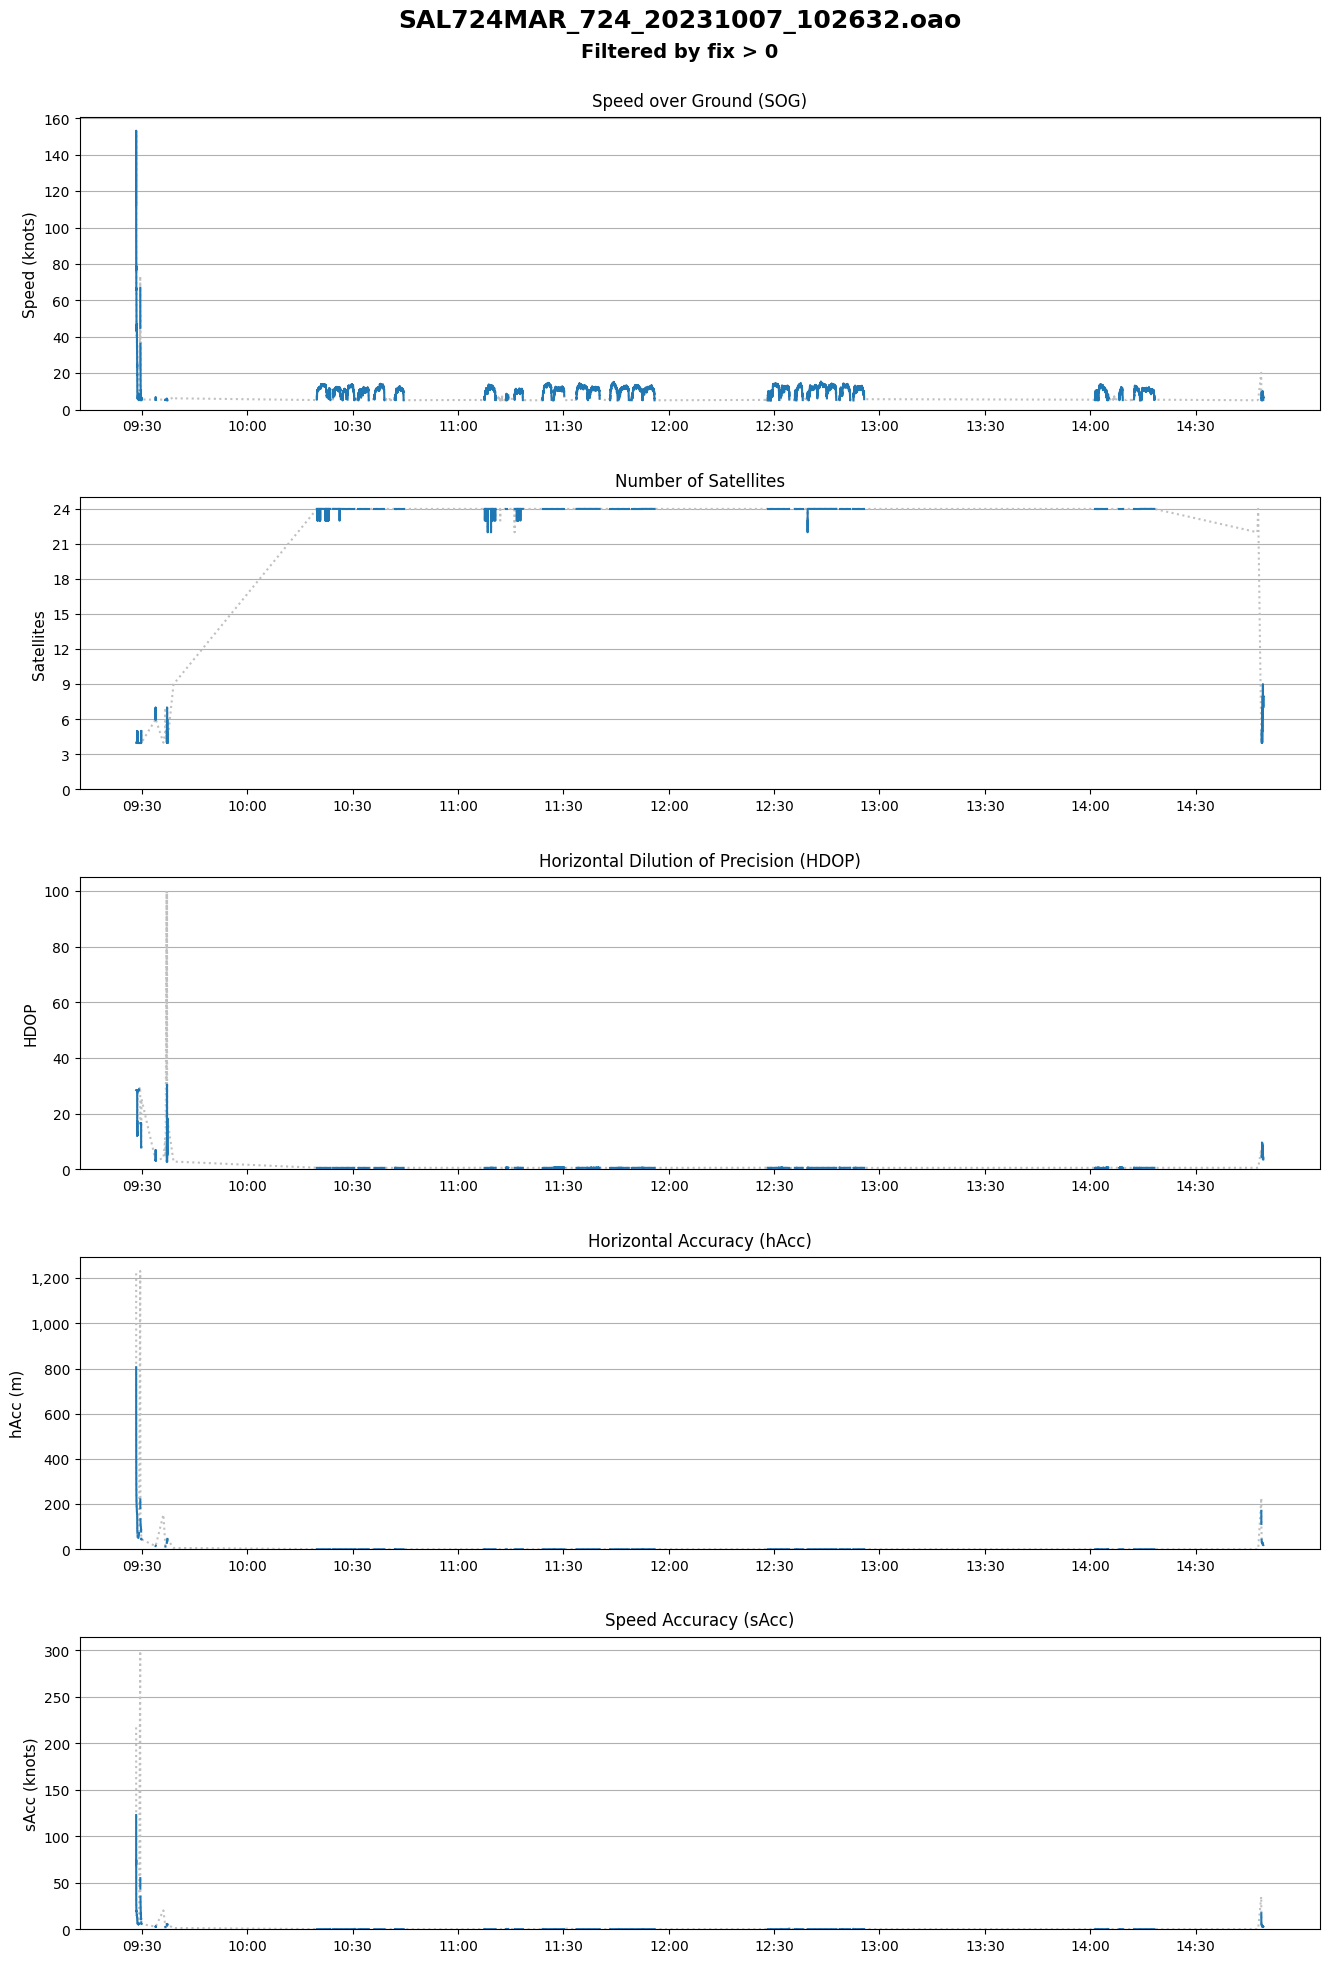 SAL724MAR_724_20231007_102632.oao
Filtered by fix > 0
Speed over Ground (SOG)
Speed (knots)
160
140
120
100
80
60
40
20
0
09:30 10:00 10:30 11:00 11:30 12:00 12:30 13:00 13:30 14:00 14:30
Number of Satellites
Satellites
24
21
18
15
12
9
6
3
0
09:30 10:00 10:30 11:00 11:30 12:00 12:30 13:00 13:30 14:00 14:30
Horizontal Dilution of Precision (HDOP)
HDOP
100
80
60
40
20
0
09:30 10:00 10:30 11:00 11:30 12:00 12:30 13:00 13:30 14:00 14:30
Horizontal Accuracy (hAcc)
hAcc (m)
1,200
1,000
800
600
400
200
0
09:30 10:00 10:30 11:00 11:30 12:00 12:30 13:00 13:30 14:00 14:30
Speed Accuracy (sAcc)
sAcc (knots)
300
250
200
150
100
50
0
09:30 10:00 10:30 11:00 11:30 12:00 12:30 13:00 13:30 14:00 14:30